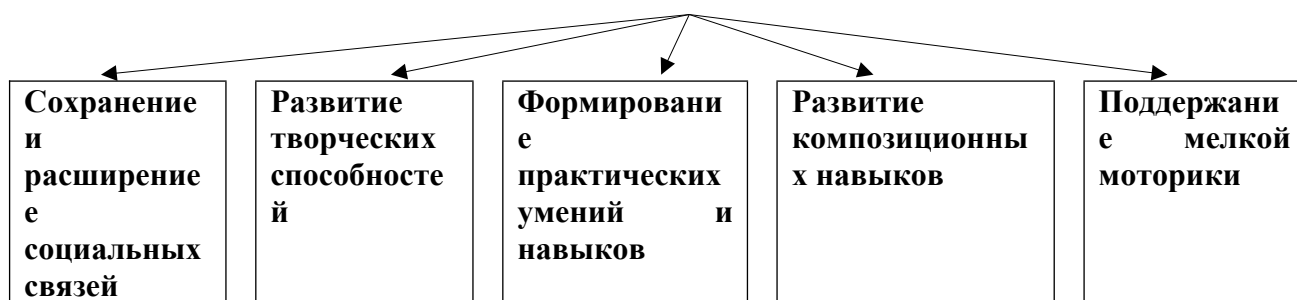 Сохранение
и
расширение
е
социальных
связей
Развитие
творческих
способносте
й
Формировани
е
практических
умений и
навыков
Развитие
композиционны
х навыков
Поддержани
е мелкой
моторики